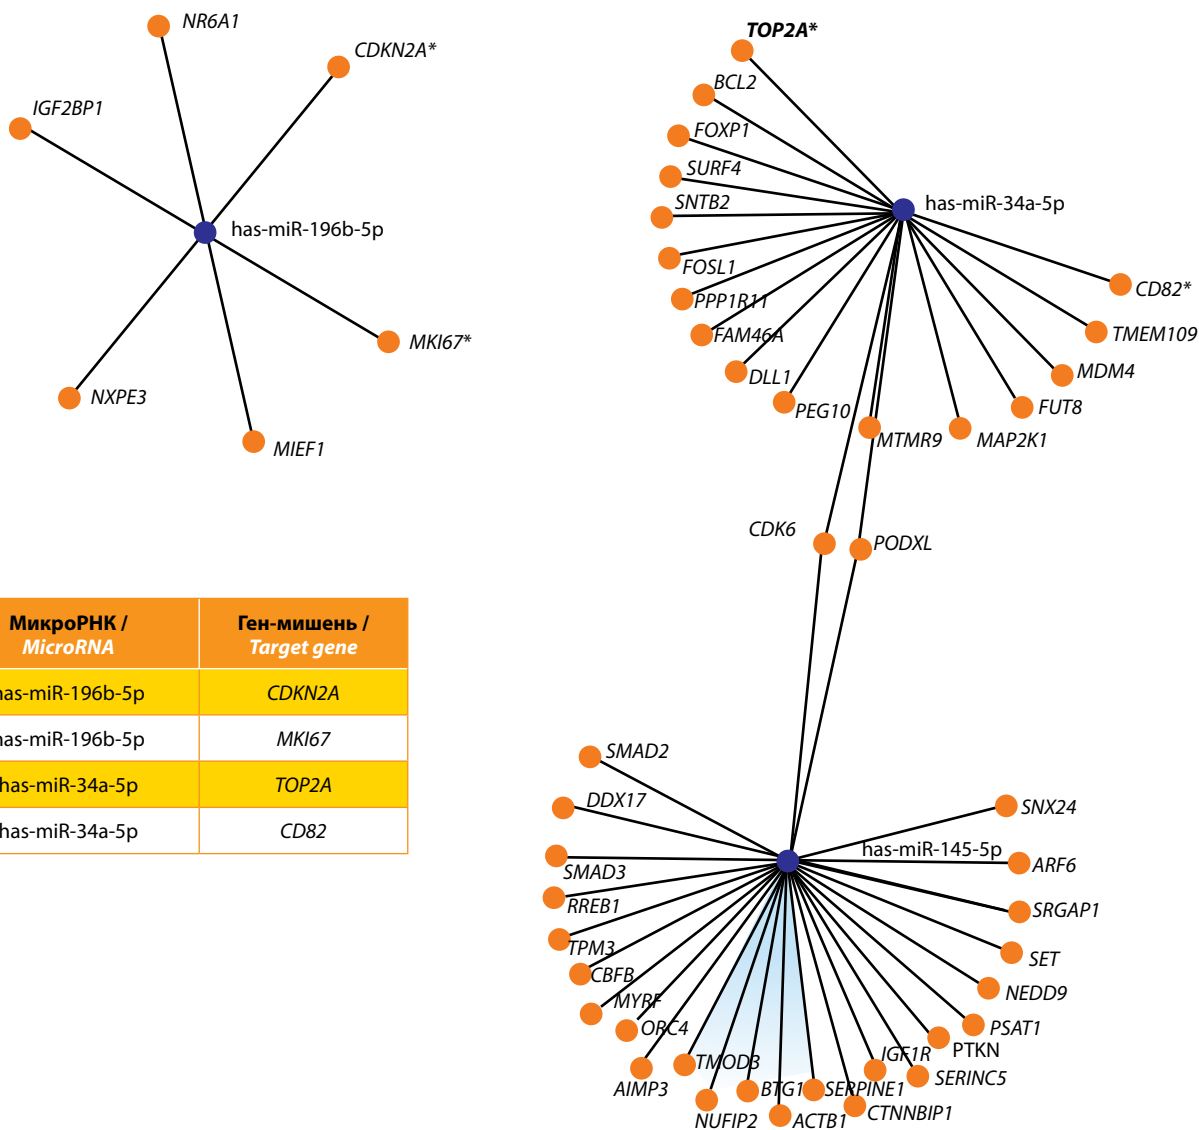 NR6A1
CDKN2A*
IGF2BP1
has-miR-196b-5p
MKI67*
NXPE3
MIEF1
TOP2A*
BCL2
FOXP1
SURF4
SNTB2
has-miR-34a-5p
FOSL1
CD82*
PPP1R11
TMEM109
FAM46A
DLL1
MDM4
PEG10
FUT8
MTMR9
MAP2K1
CDK6
PODXL
МикроРНК / Ген-мишень /
MicroRNA Target gene
has-miR-196b-5p CDKN2A
has-miR-196b-5p MKI67
has-miR-34a-5p TOP2A
has-miR-34a-5p CD82
SMAD2
DDX17
SNX24
has-miR-145-5p
SMAD3
ARF6
RREB1
SRGAP1
TPM3
SET
CBFB
NEDD9
MYRF
ORC4
PSAT1
PTKN
IGF1R
TMOD3
SERINC5
AIMP3
BTG1
SERPINE1
CTNNBIP1
NUFIP2
ACTB1